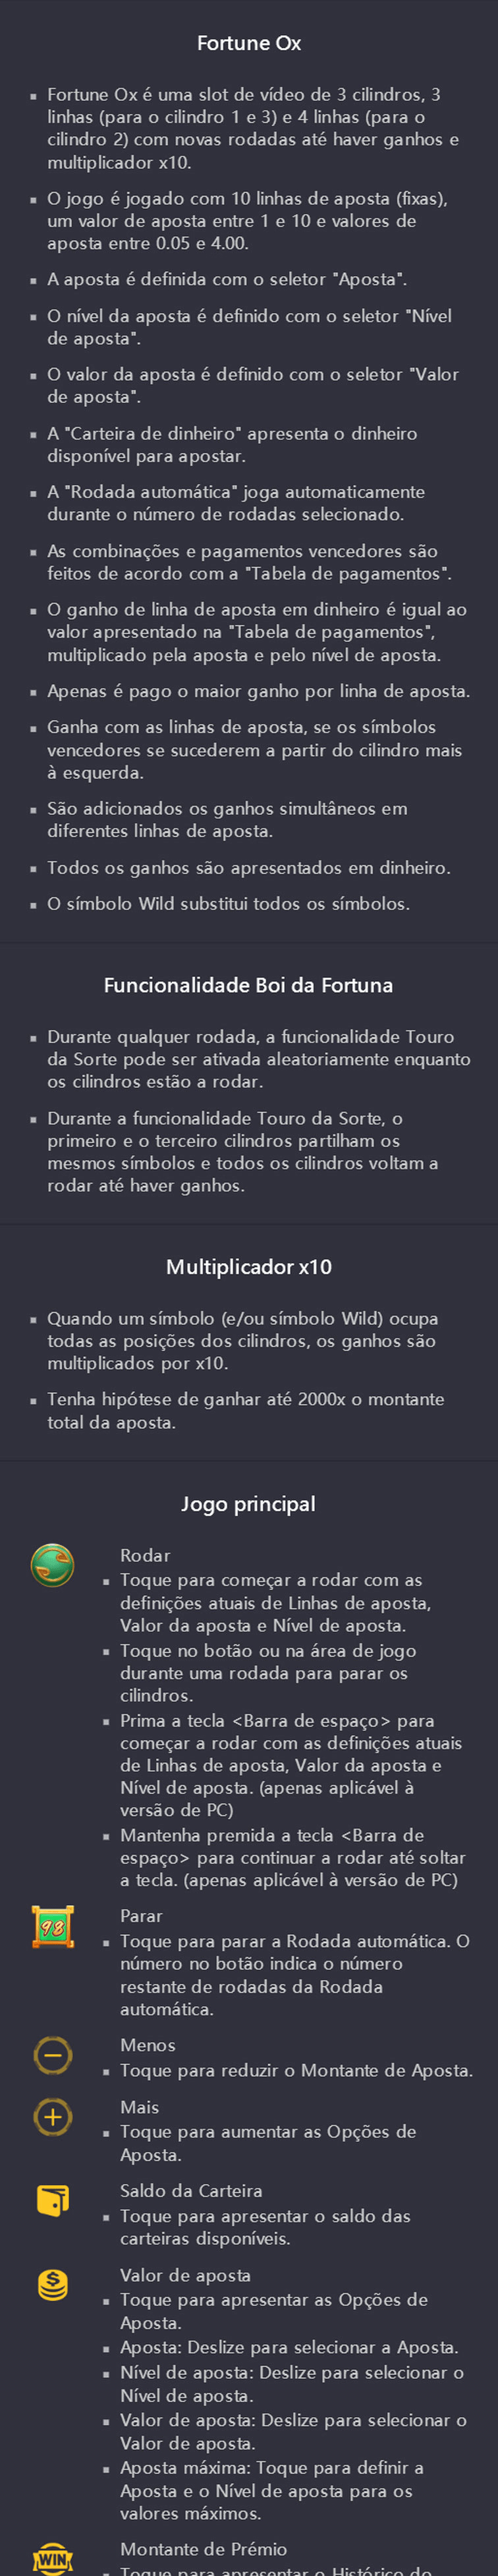 Fortune Ox
Fortune Ox é uma slot de vídeo de 3 cilindros, 3
linhas (para o cilindro 1 e 3) e 4 linhas (para o
cilindro 2) com novas rodadas até haver ganhos e
multiplicador x10.
O jogo é jogado com 10 linhas de aposta (fixas),
um valor de aposta entre 1 e 10 e valores de
aposta entre 0.05 e 4.00.
A aposta é definida com o seletor "Aposta".
O nível da aposta é definido com o seletor "Nível
de aposta".
O valor da aposta é definido com o seletor "Valor
de aposta".
A "Carteira de dinheiro" apresenta o dinheiro
disponível para apostar.
A "Rodada automática" joga automaticamente
durante o número de rodadas selecionado.
As combinações e pagamentos vencedores são
feitos de acordo com a "Tabela de pagamentos".
O ganho de linha de aposta em dinheiro é igual ao
valor apresentado na "Tabela de pagamentos",
multiplicado pela aposta e pelo nível de aposta.
Apenas é pago o maior ganho por linha de aposta.
Ganha com as linhas de aposta, se os símbolos
vencedores se sucederem a partir do cilindro mais
à esquerda.
São adicionados os ganhos simultâneos em
diferentes linhas de aposta.
Todos os ganhos são apresentados em dinheiro.
O símbolo Wild substitui todos os símbolos.
Funcionalidade Boi da Fortuna
Durante qualquer rodada, a funcionalidade Touro
da Sorte pode ser ativada aleatoriamente enquanto
os cilindros estão a rodar.
Durante a funcionalidade Touro da Sorte, o
primeiro e o terceiro cilindros partilham os
mesmos símbolos e todos os cilindros voltam a
rodar até haver ganhos.
Multiplicador x10
Quando um símbolo (e/ou símbolo Wild) ocupa
todas as posições dos cilindros, os ganhos são
multiplicados por x10.
Tenha hipótese de ganhar até 2000x o montante
total da aposta.
Jogo principal
Rodar
Toque para começar a rodar com as
definições atuais de Linhas de aposta,
Valor da aposta e Nível de aposta.
Toque no botão ou na área de jogo
durante uma rodada para parar os
cilindros.
Prima a tecla <Barra de espaço> para
começar a rodar com as definições atuais
de Linhas de aposta, Valor da aposta e
Nível de aposta. (apenas aplicável à
versão de PC)
Mantenha premida a tecla <Barra de
espaço> para continuar a rodar até soltar
a tecla. (apenas aplicável à versão de PC)
98
Parar
Toque para parar a Rodada automática. O
número no botão indica o número
restante de rodadas da Rodada
automática.
Menos
Toque para reduzir o Montante de Aposta.
Mais
Toque para aumentar as Opções de
Aposta.
Saldo da Carteira
Toque para apresentar o saldo das
carteiras disponíveis.
Valor de aposta
Toque para apresentar as Opções de
Aposta.
Aposta: Deslize para selecionar a Aposta.
Nível de aposta: Deslize para selecionar o
Nível de aposta.
Valor de aposta: Deslize para selecionar o
Valor de aposta.
Aposta máxima: Toque para definir a
Aposta e o Nível de aposta para os
valores máximos.
WIN
Montante de Prémio
Toque para apresentar o Histórico do